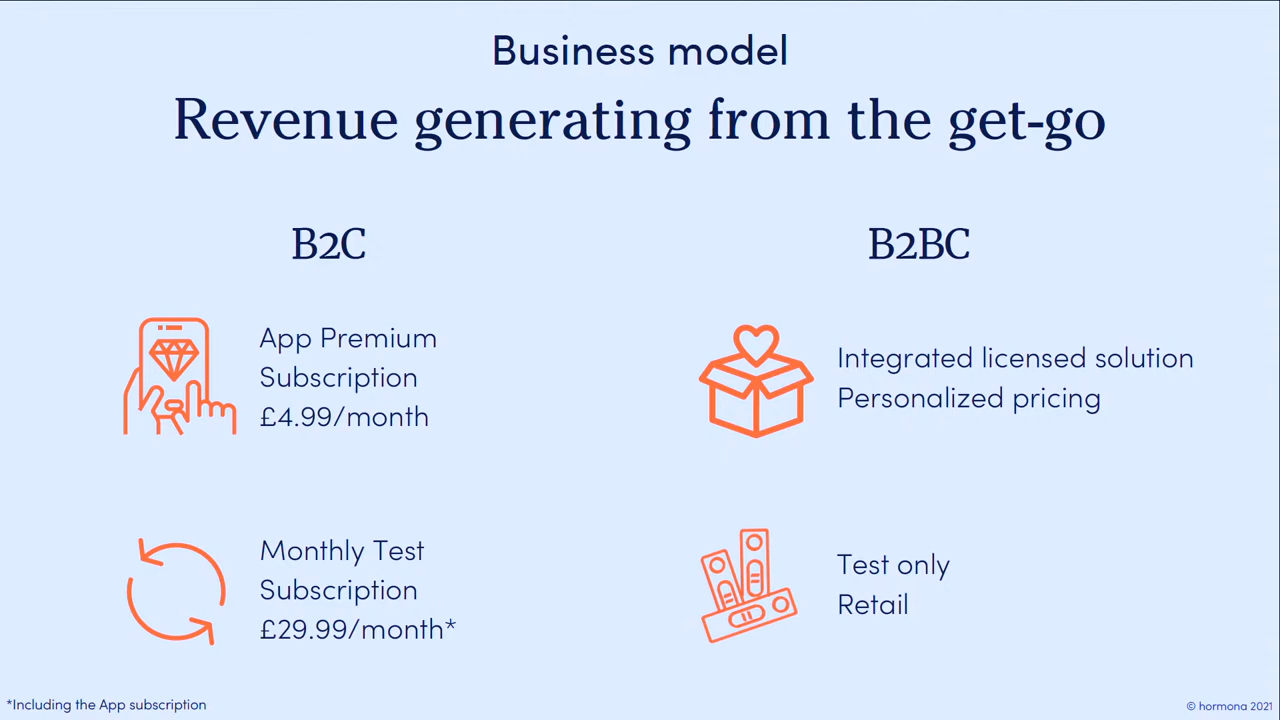 Business model
Revenue generating from the get-go
B2C
App Premium
Subscription
£4.99/month
Monthly Test
Subscription
£29.99/month*
B2BC
Integrated licensed solution
Personalized pricing
Test only
Retail
*Including the App subscription
© hormona 2021